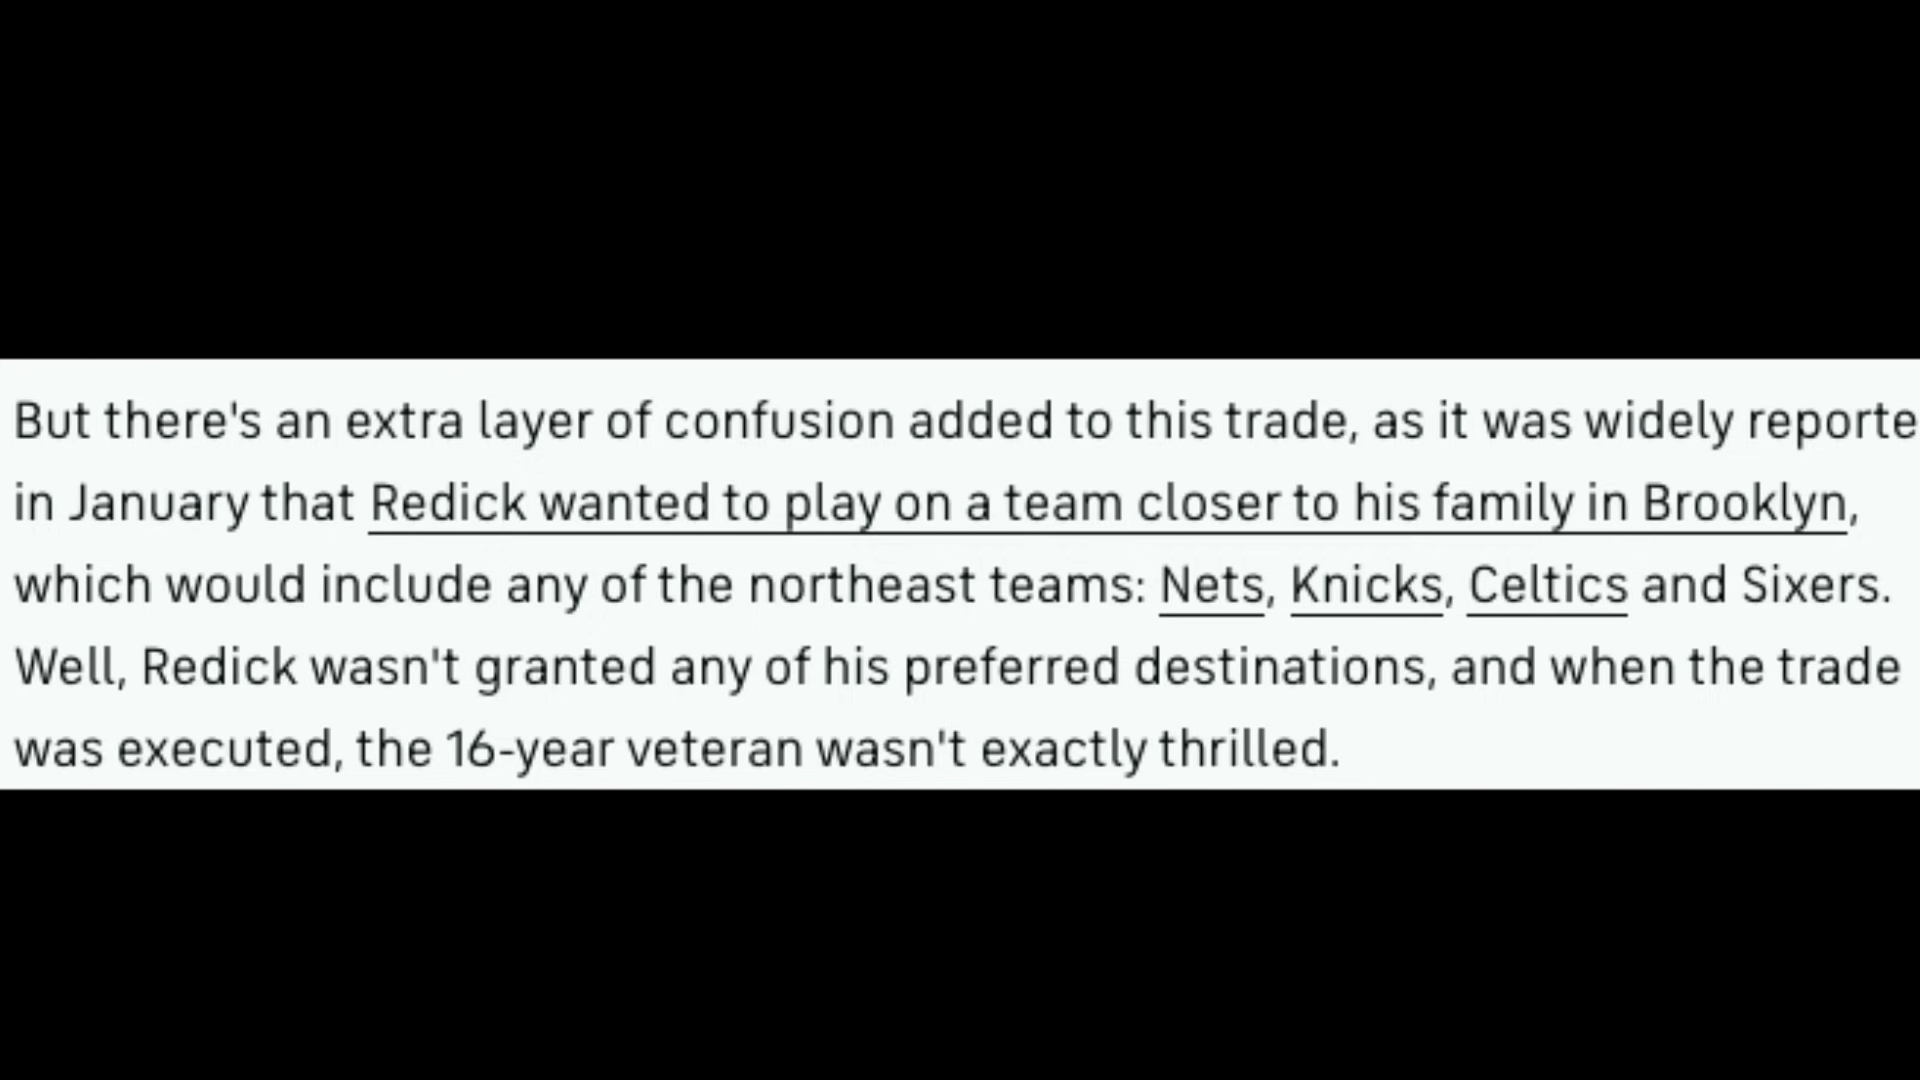 But there's an extra layer of confusion added to this trade, as it was widely reporte
in January that Redick wanted to play on a team closer to his family in Brooklyn,
which would include any of the northeast teams: Nets, Knicks, Celtics and Sixers.
Well, Redick wasn't granted any of his preferred destinations, and when the trade
was executed, the 16-year veteran wasn't exactly thrilled.